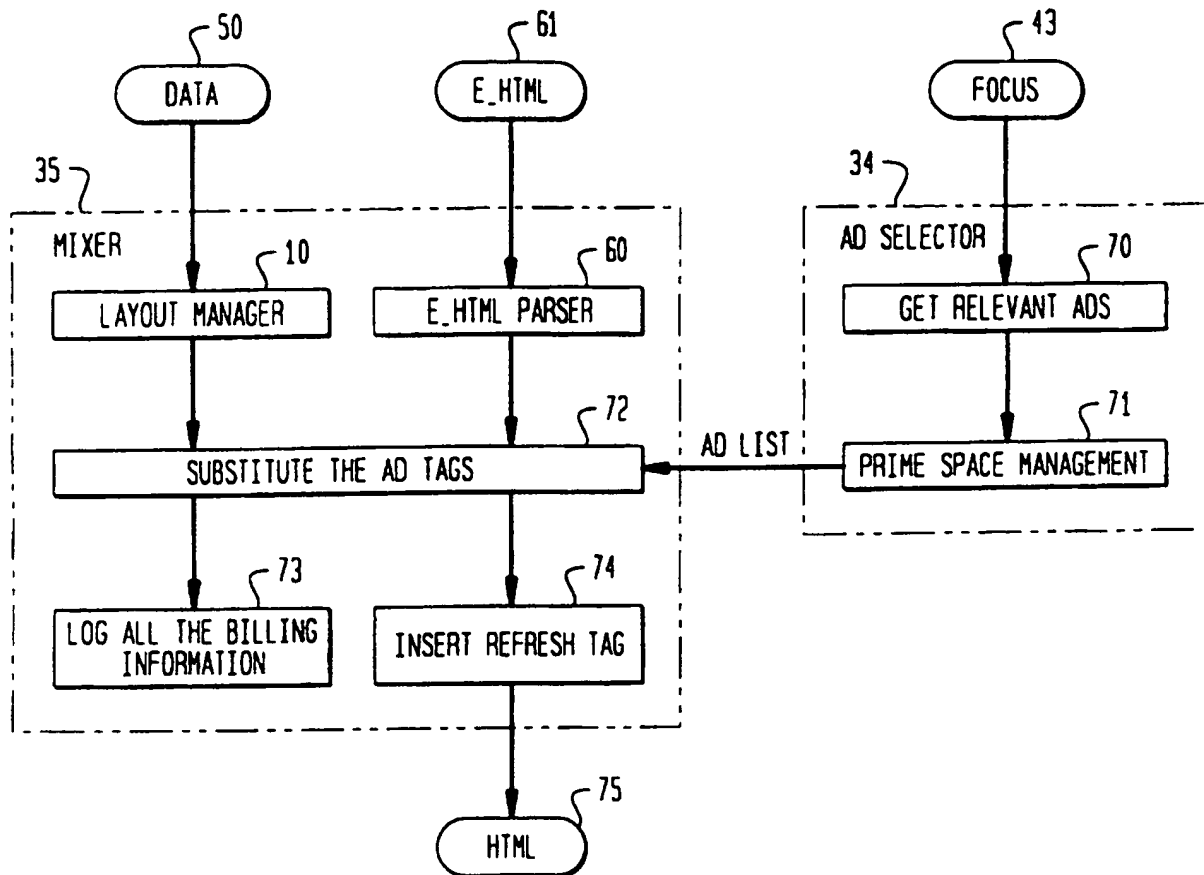 50
61
43
DATA
E_HTML
FOCUS
35
34
MIXER
AD SELECTOR
10
60
70
LAYOUT MANAGER
E_HTML PARSER
GET RELEVANT ADS
72
AD LIST
71
SUBSTITUTE THE AD TAGS
PRIME SPACE MANAGEMENT
73
74
LOG ALL THE BILLING
INFORMATION
INSERT REFRESH TAG
75
HTML